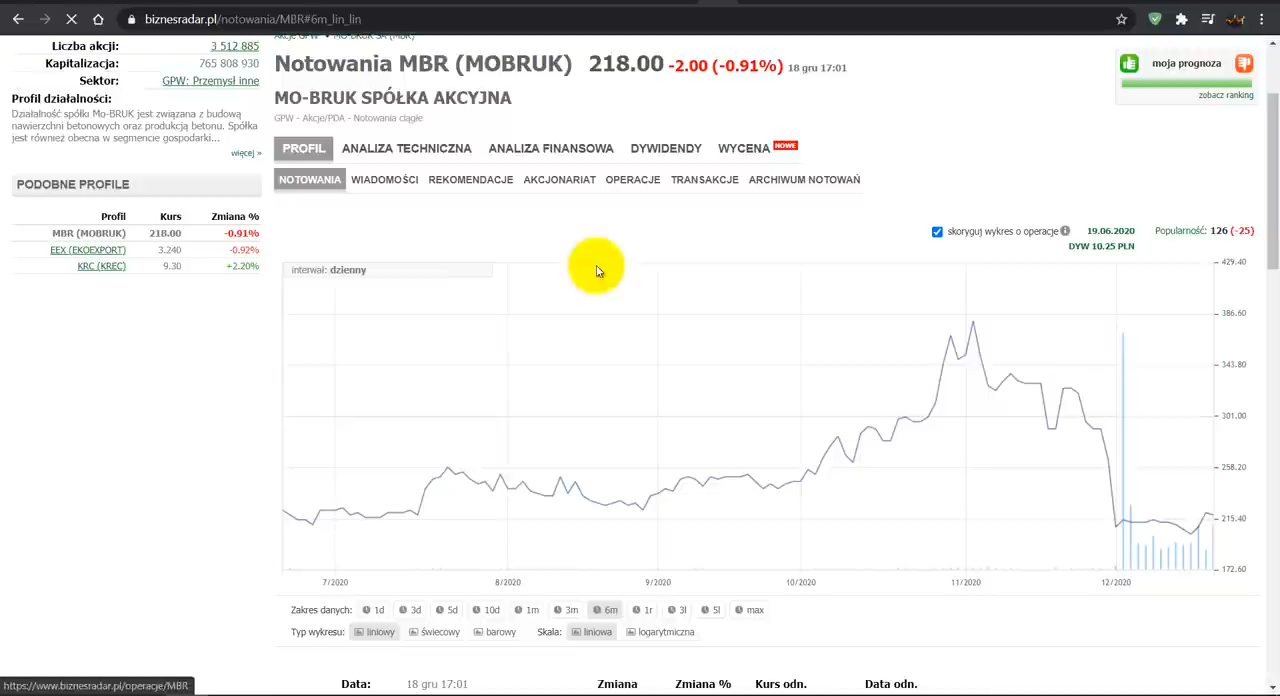 biznesradar.pl/notowania/MBR#6m_lin_lin
Liczba akcji: 3 512 885
Kapitalizacja: 765 808 930
Sektor: GPW: Przemysł inne
Profil działalności:
Działalność spółki Mo-BRUK jest związana z budową
nawierzchni betonowych oraz produkcją betonu. Spółka
jest również obecna w segmencie gospodarki...
więcej »
PODOBNE PROFILE
Profil Kurs Zmiana %
MBR (MOBRUK) 218.00 -0.91%
EEX (EKOEXPORT) 3.240 -0.92%
KRC (KREC) 9.30 +2.20%
Akcje GPW • MO-BRUK SA (MBR)
Notowania MBR (MOBRUK) 218.00 -2.00 (-0.91%) 18 gru 17:01
MO-BRUK SPÓŁKA AKCYJNA
GPW - Akcje/PDA - Notowania ciągłe
moja prognoza
zobacz ranking
PROFIL ANALIZA TECHNICZNA ANALIZA FINANSOWA DYWIDENDY WYCENA NOWE
NOTOWANIA WIADOMOŚCI REKOMENDACJE AKCJONARIAT OPERACJE TRANSAKCJE ARCHIWUM NOTOWAŃ
skoryguj wykres o operacje 19.06.2020 Popularność: 126 (-25)
DYW 10.25 PLN
interwał: dzienny
429.40
386.60
343.80
301.00
258.20
215.40
172.60
7/2020 8/2020 9/2020 10/2020 11/2020 12/2020
Zakres danych: 1d 3d 5d 10d 1m 3m 6m 1r 3l 5l max
Typ wykresu: liniowy świecowy barowy Skala: liniowa logarytmiczna
Data: 18 gru 17:01 Zmiana Zmiana % Kurs odn. Data odn.
https://www.biznesradar.pl/operacje/MBR